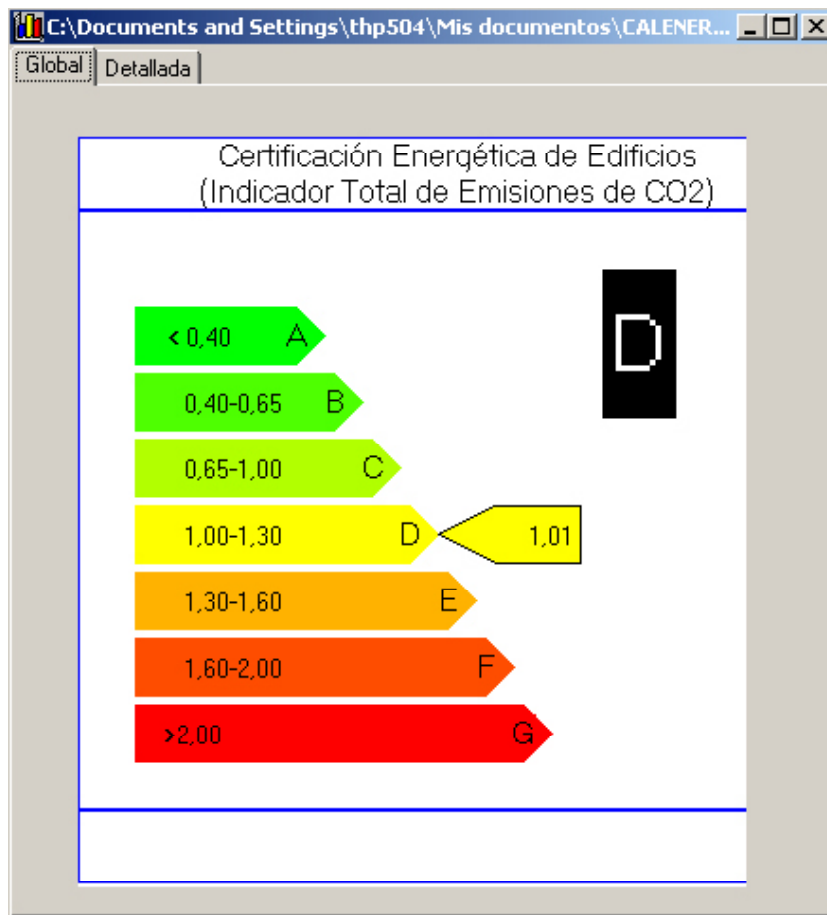 C:\Documents and Settings\thp504\Mis documentos\CALENER...
Global Detallada
Certificación Energética de Edificios
(Indicador Total de Emisiones de CO2)
D
< 0,40 A
0,40-0,65 B
0,65-1,00 C
1,00-1,30 D 1,01
1,30-1,60 E
1,60-2,00 F
>2,00 G